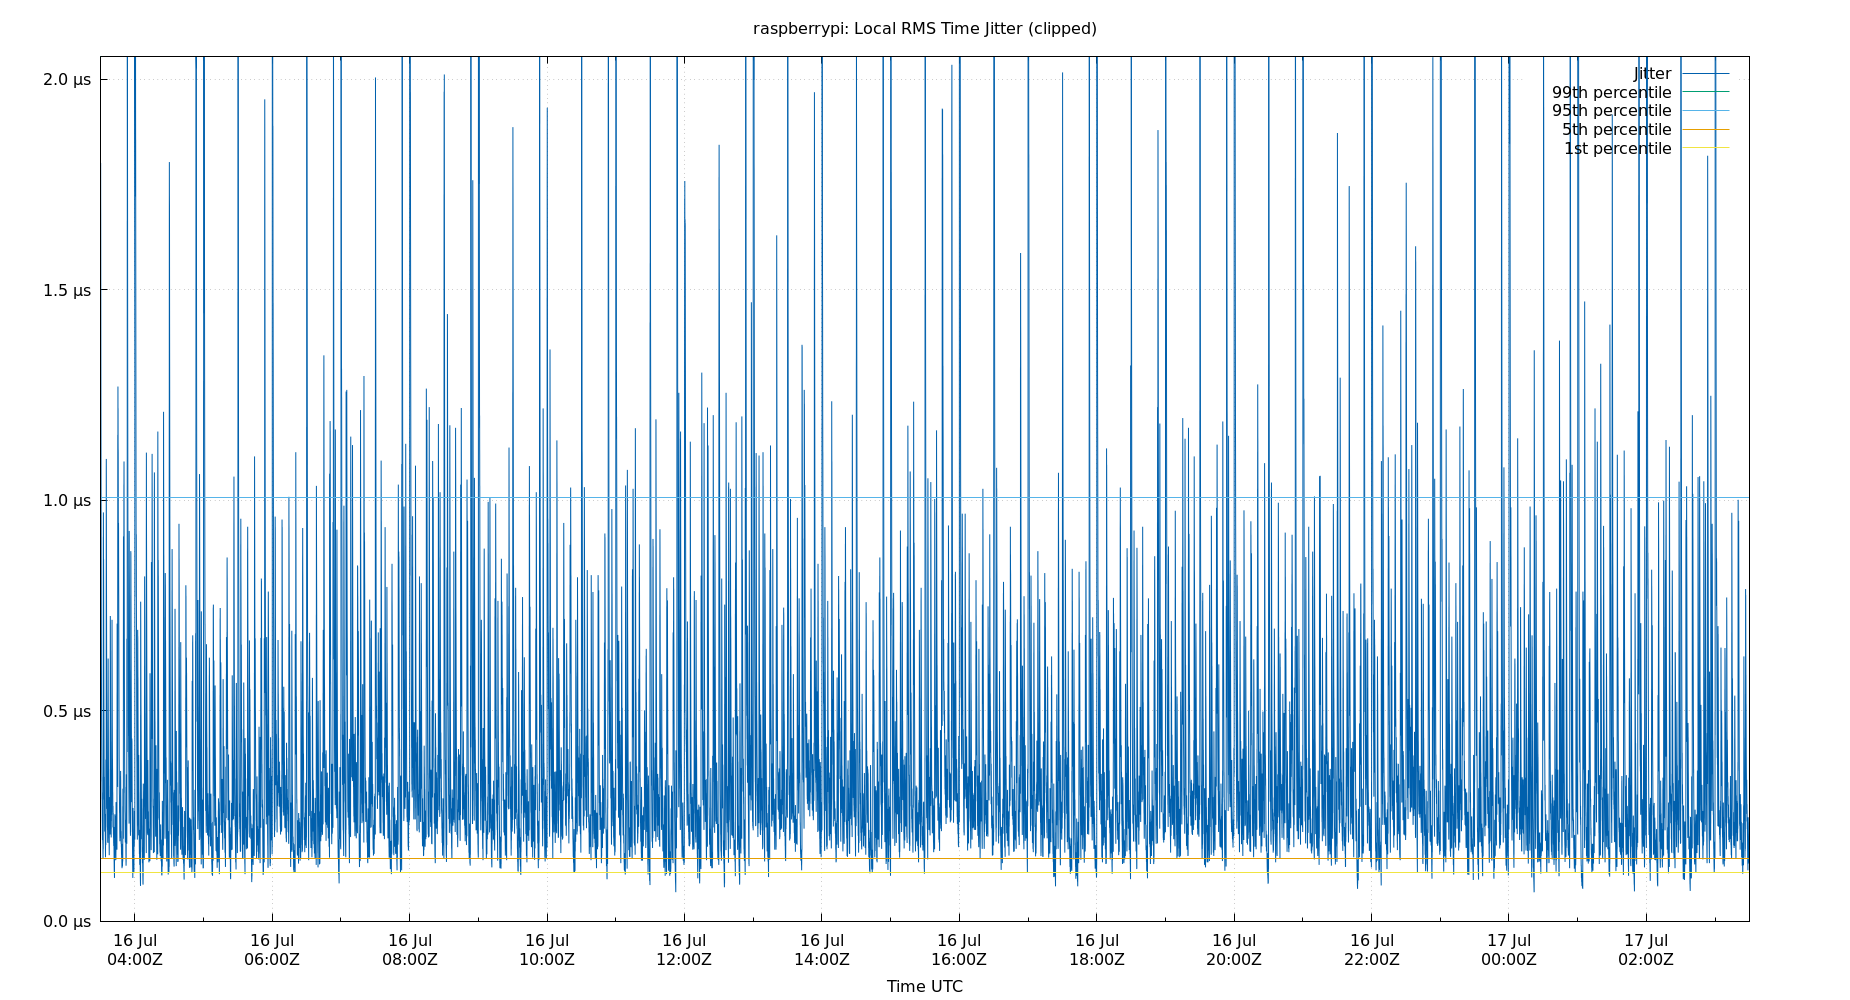 raspberrypi: Local RMS Time Jitter (clipped)
2.0 µs
1.5 µs
1.0 µs
0.5 µs
0.0 µs
Jitter
99th percentile
95th percentile
5th percentile
1st percentile
16 Jul 16 Jul 16 Jul 16 Jul 16 Jul 16 Jul 16 Jul 16 Jul 16 Jul 16 Jul 17 Jul 17 Jul
04:00Z 06:00Z 08:00Z 10:00Z 12:00Z 14:00Z 16:00Z 18:00Z 20:00Z 22:00Z 00:00Z 02:00Z
Time UTC